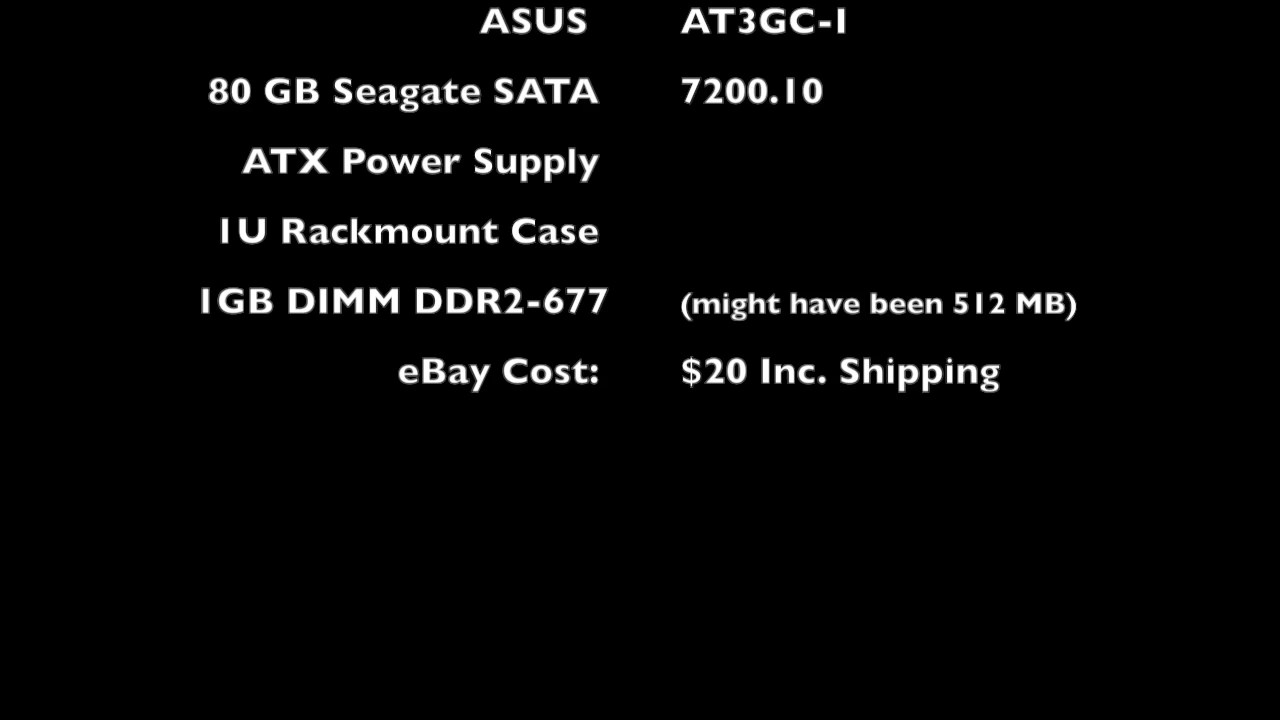 ASUS AT3GC-I
80 GB Seagate SATA 7200.10
ATX Power Supply
1U Rackmount Case
1GB DIMM DDR2-677 (might have been 512 MB)
eBay Cost: $20 Inc. Shipping